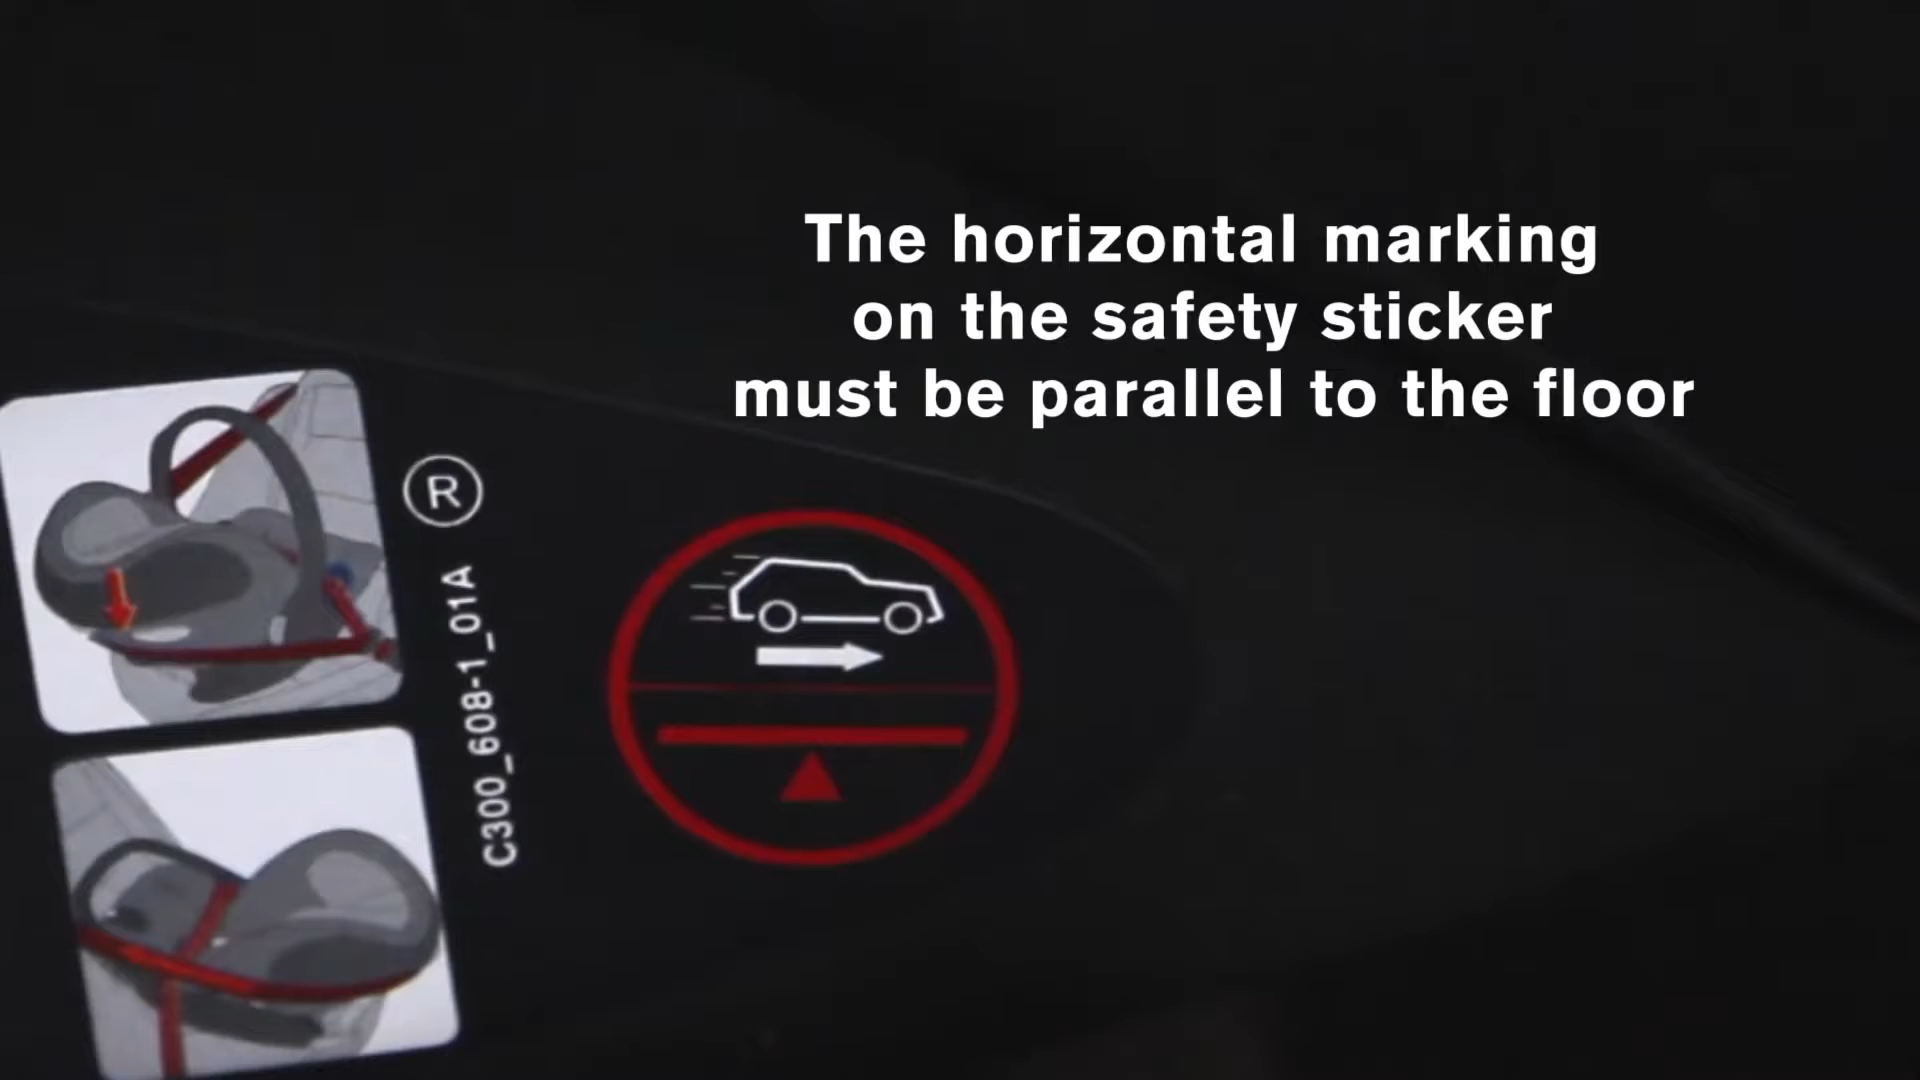 The horizontal marking
on the safety sticker
must be parallel to the floor
R
C300_608-1_01A